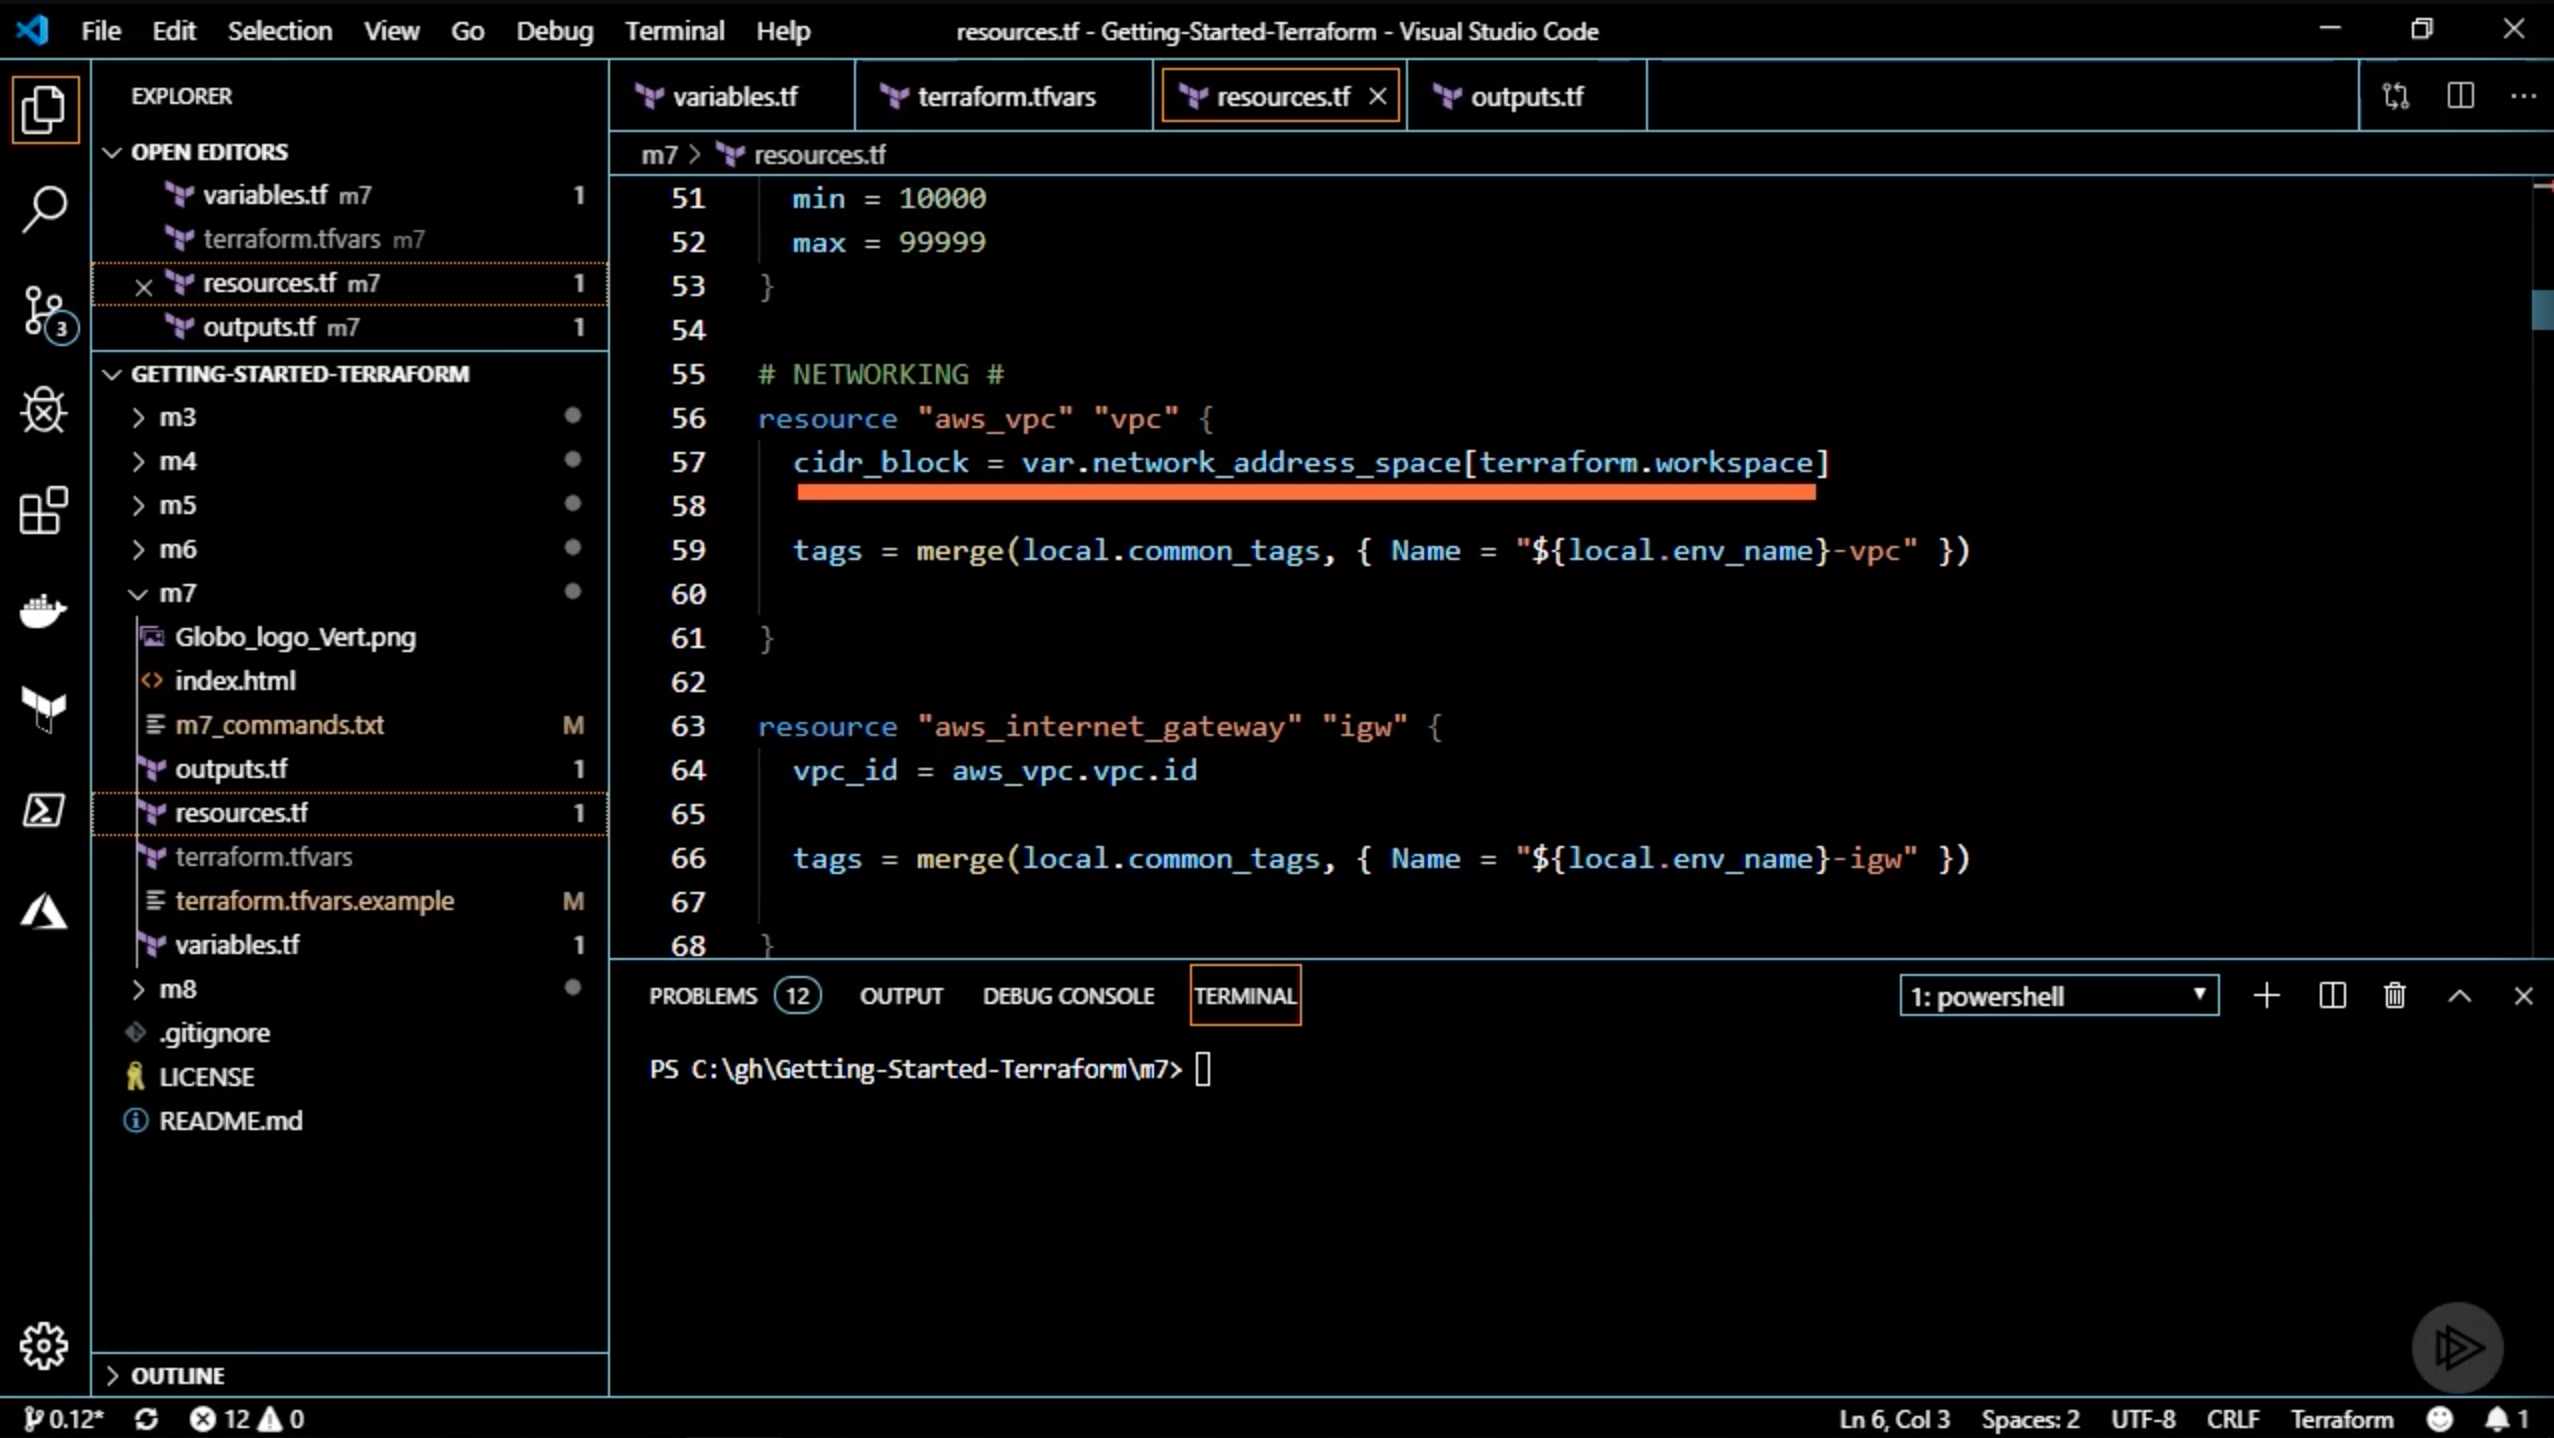 File Edit Selection View Go Debug Terminal Help resources.tf - Getting-Started-Terraform - Visual Studio Code
EXPLORER
OPEN EDITORS
variables.tf m7 1
terraform.tfvars m7
resources.tf m7 1
outputs.tf m7 1
GETTING-STARTED-TERRAFORM
m3
m4
m5
m6
m7
Globo_logo_Vert.png
index.html
m7_commands.txt M
outputs.tf 1
resources.tf 1
terraform.tfvars
terraform.tfvars.example M
variables.tf 1
m8
.gitignore
LICENSE
README.md
OUTLINE
3
variables.tf terraform.tfvars resources.tf outputs.tf
m7 > resources.tf
51 min = 10000
52 max = 99999
53 }
54
55 # NETWORKING #
56 resource "aws_vpc" "vpc" {
57 cidr_block = var.network_address_space[terraform.workspace]
58
59 tags = merge(local.common_tags, { Name = "${local.env_name}-vpc" })
60
61 }
62
63 resource "aws_internet_gateway" "igw" {
64 vpc_id = aws_vpc.vpc.id
65
66 tags = merge(local.common_tags, { Name = "${local.env_name}-igw" })
67
68 }
PROBLEMS 12 OUTPUT DEBUG CONSOLE TERMINAL 1: powershell
PS C:\gh\Getting-Started-Terraform\m7>
0.12* 12 0 Ln 6, Col 3 Spaces: 2 UTF-8 CRLF Terraform 1